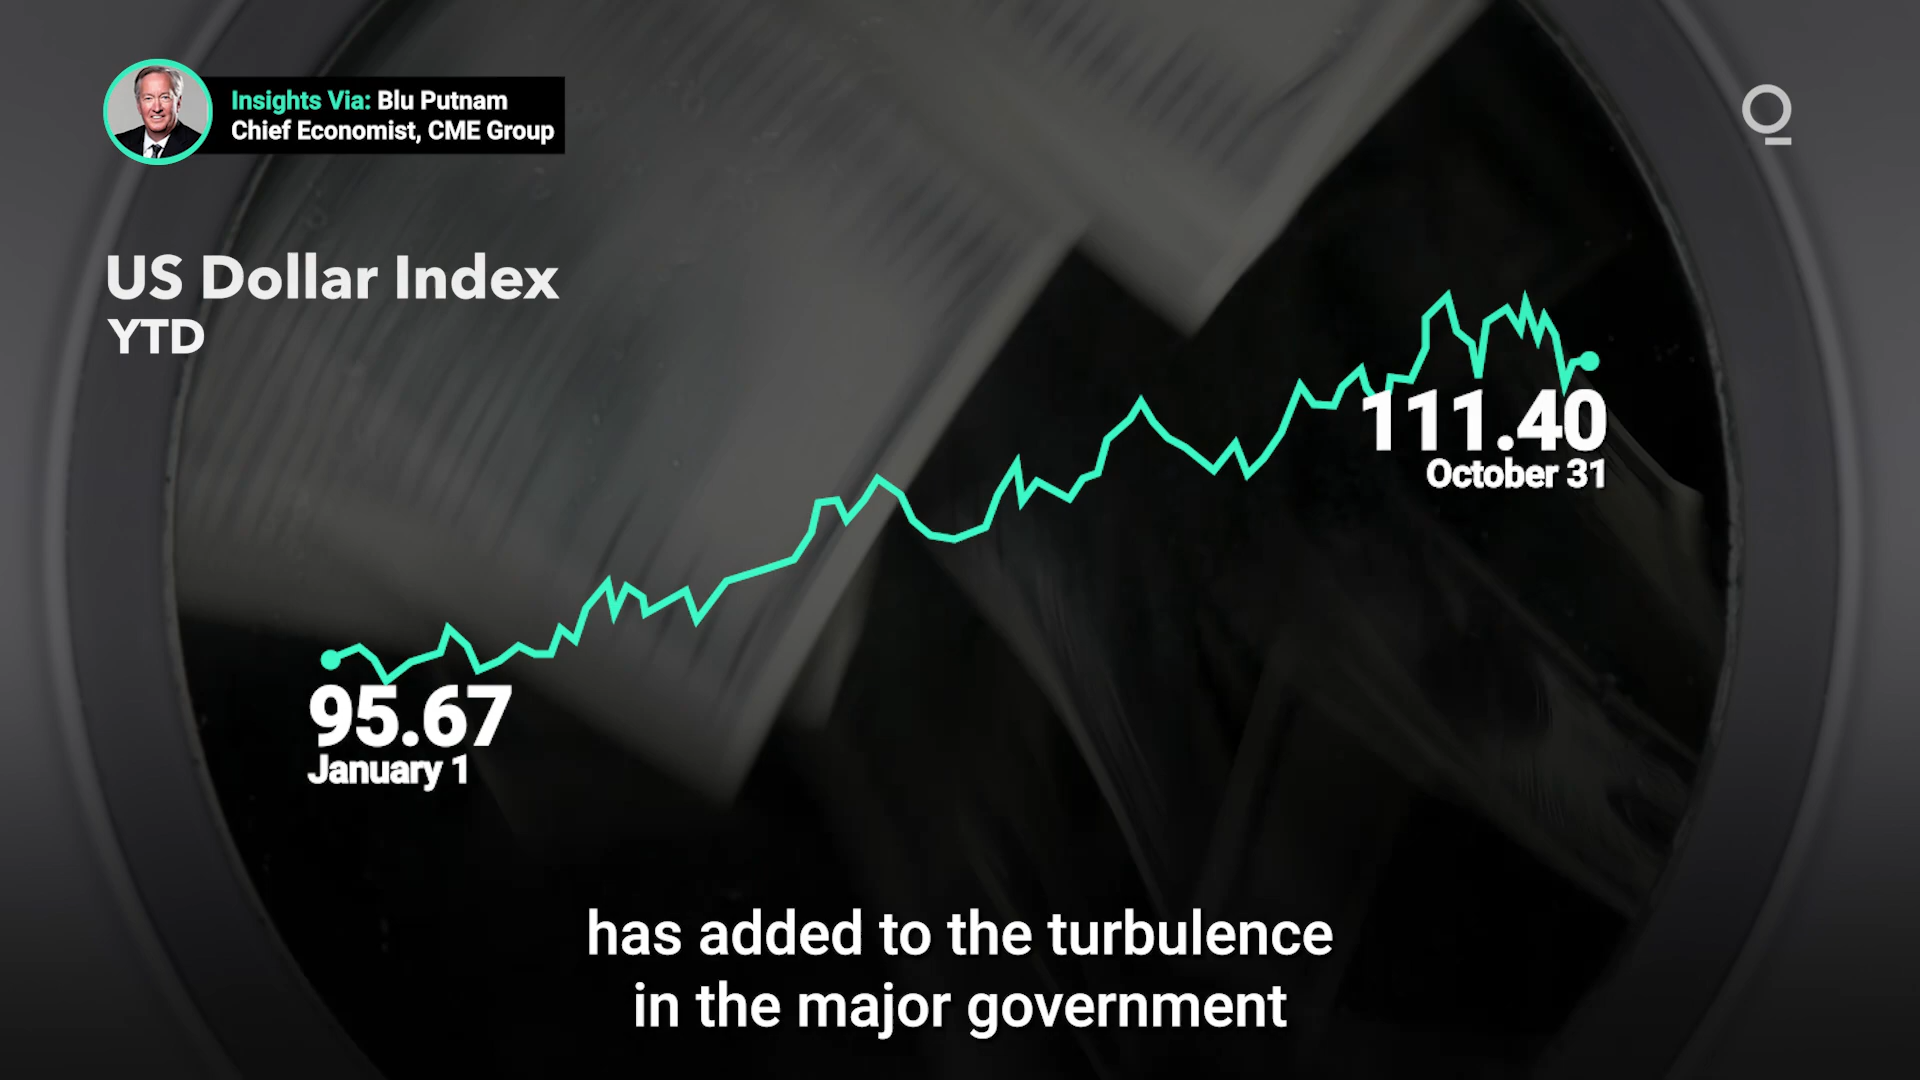 Insights Via: Blu Putnam
Chief Economist, CME Group
US Dollar Index
YTD
111.40
October 31
95.67
January 1
has added to the turbulence
in the major government